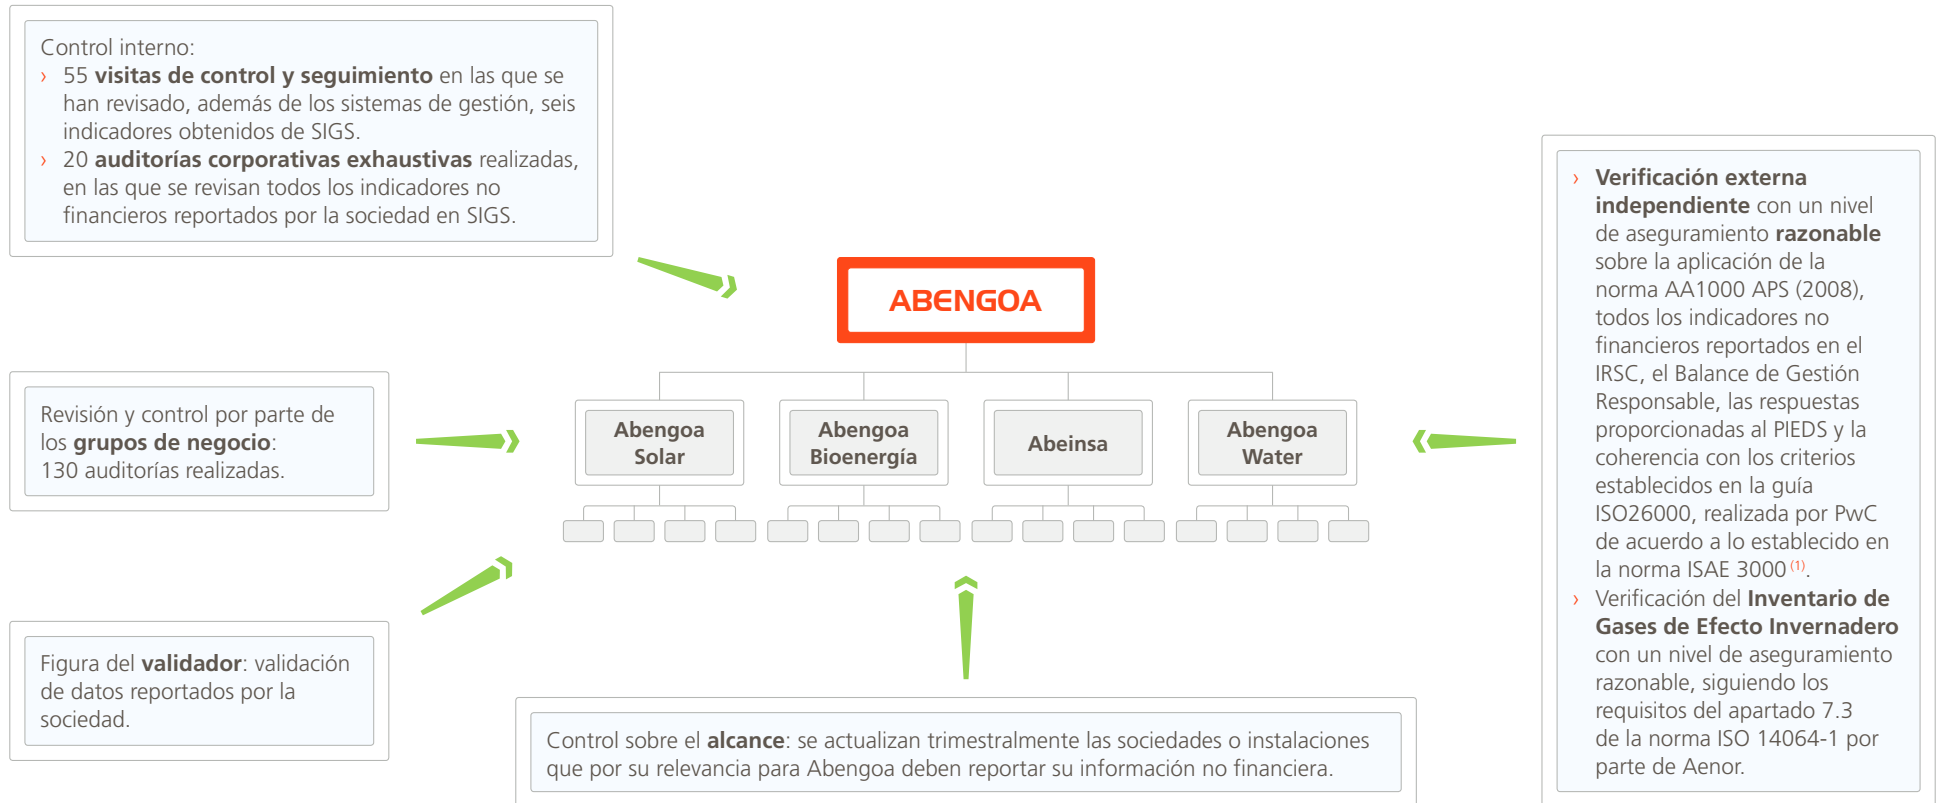 Control interno:
› 55 visitas de control y seguimiento en las que se
han revisado, además de los sistemas de gestión, seis
indicadores obtenidos de SIGS.
› 20 auditorías corporativas exhaustivas realizadas,
en las que se revisan todos los indicadores no
financieros reportados por la sociedad en SIGS.
ABENGOA
Revisión y control por parte de
los grupos de negocio:
130 auditorías realizadas.
Abengoa
Solar
Abengoa
Bioenergía
Abeinsa
Abengoa
Water
› Verificación externa
independiente con un nivel
de aseguramiento razonable
sobre la aplicación de la
norma AA1000 APS (2008),
todos los indicadores no
financieros reportados en el
IRSC, el Balance de Gestión
Responsable, las respuestas
proporcionadas al PIEDS y la
coherencia con los criterios
establecidos en la guía
ISO26000, realizada por PwC
de acuerdo a lo establecido en
la norma ISAE 3000 (1).
› Verificación del Inventario de
Gases de Efecto Invernadero
con un nivel de aseguramiento
razonable, siguiendo los
requisitos del apartado 7.3
de la norma ISO 14064-1 por
parte de Aenor.
Figura del validador: validación
de datos reportados por la
sociedad.
Control sobre el alcance: se actualizan trimestralmente las sociedades o instalaciones
que por su relevancia para Abengoa deben reportar su información no financiera.